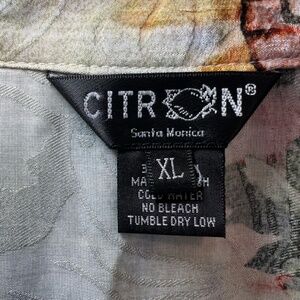 CITRON®
Santa Monica
XL
COLD WATER
NO BLEACH
TUMBLE DRY LOW